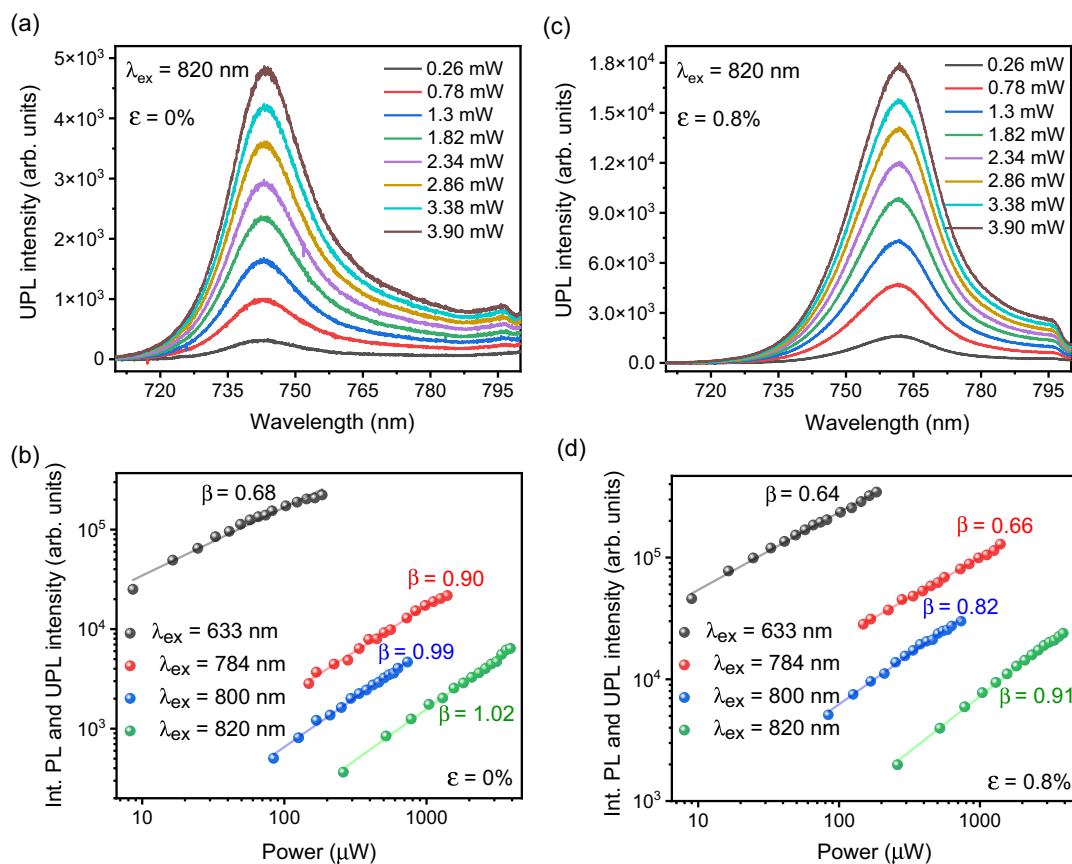 (a)
UPL intensity (arb. units)
5×10³
4×10³
3×10³
2×10³
1×10³
0
λex = 820 nm
Ɛ = 0%
0.26 mW
0.78 mW
1.3 mW
1.82 mW
2.34 mW
2.86 mW
3.38 mW
3.90 mW
720 735 750 765 780 795
Wavelength (nm)
(c)
UPL intensity (arb. units)
1.8×10⁴
1.5×10⁴
1.2×10⁴
9.0×10³
6.0×10³
3.0×10³
0.0
λex = 820 nm
Ɛ = 0.8%
0.26 mW
0.78 mW
1.3 mW
1.82 mW
2.34 mW
2.86 mW
3.38 mW
3.90 mW
720 735 750 765 780 795
Wavelength (nm)
(b)
Int. PL and UPL intensity (arb. units)
10⁵
10⁴
10³
β = 0.68
β = 0.90
β = 0.99
β = 1.02
λex = 633 nm
λex = 784 nm
λex = 800 nm
λex = 820 nm
Ɛ = 0%
10 100 1000
Power (μW)
(d)
Int. PL and UPL intensity (arb. units)
10⁵
10⁴
10³
β = 0.64
β = 0.66
β = 0.82
β = 0.91
λex = 633 nm
λex = 784 nm
λex = 800 nm
λex = 820 nm
Ɛ = 0.8%
10 100 1000
Power (μW)